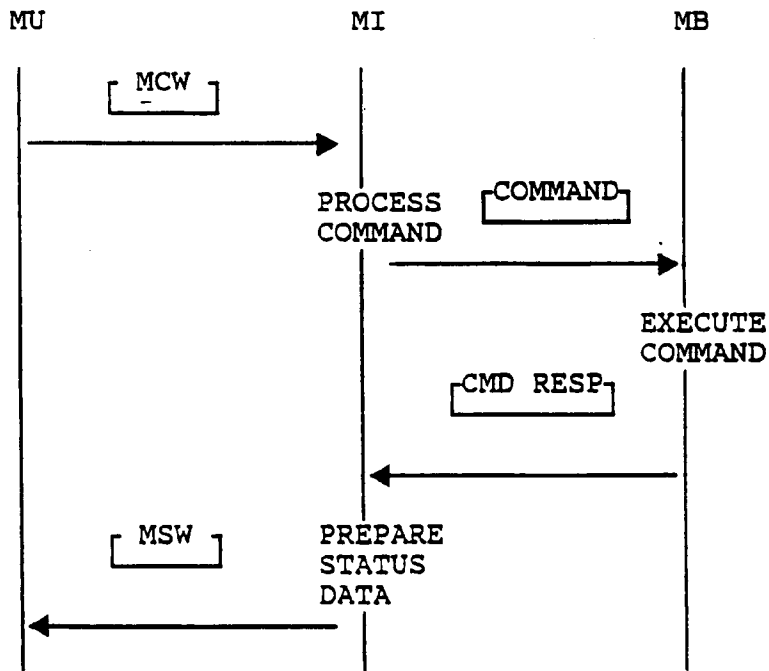 MU MI MB
MCW
PROCESS
COMMAND
COMMAND
EXECUTE
COMMAND
CMD RESP
MSW
PREPARE
STATUS
DATA